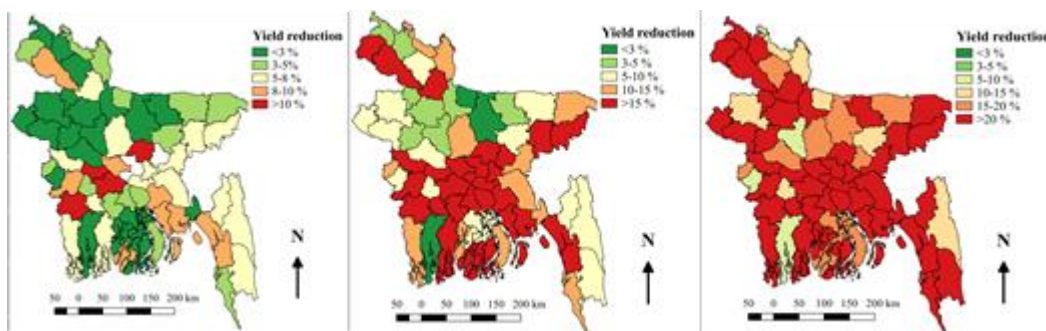 Yield reduction
<3 %
3-5%
5-8 %
8-10 %
>10 %
N
50 0 50 100 150 200 km
Yield reduction
<3 %
3-5 %
5-10 %
10-15 %
>15 %
N
50 0 50 100 150 200 km
Yield reduction
<3 %
3-5 %
5-10 %
10-15 %
15-20 %
>20 %
N
50 0 50 100 150 200 km